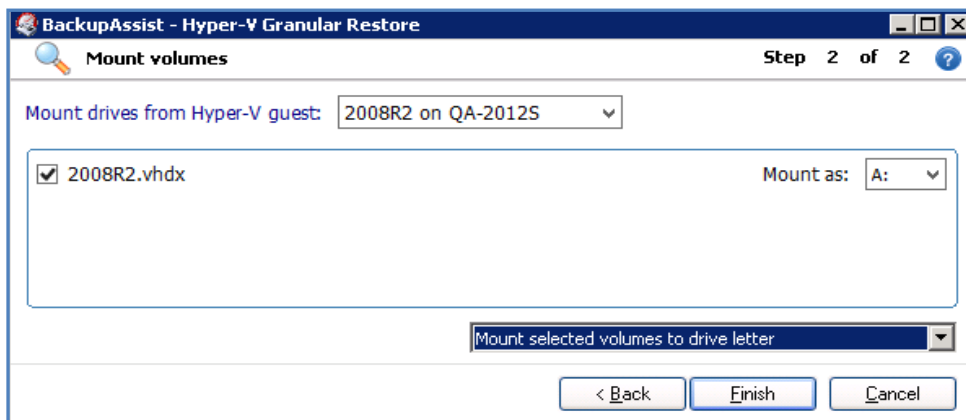 BackupAssist - Hyper-V Granular Restore
Mount volumes Step 2 of 2 ?
Mount drives from Hyper-V guest: 2008R2 on QA-2012S
2008R2.vhdx Mount as: A:
Mount selected volumes to drive letter
< Back Finish Cancel